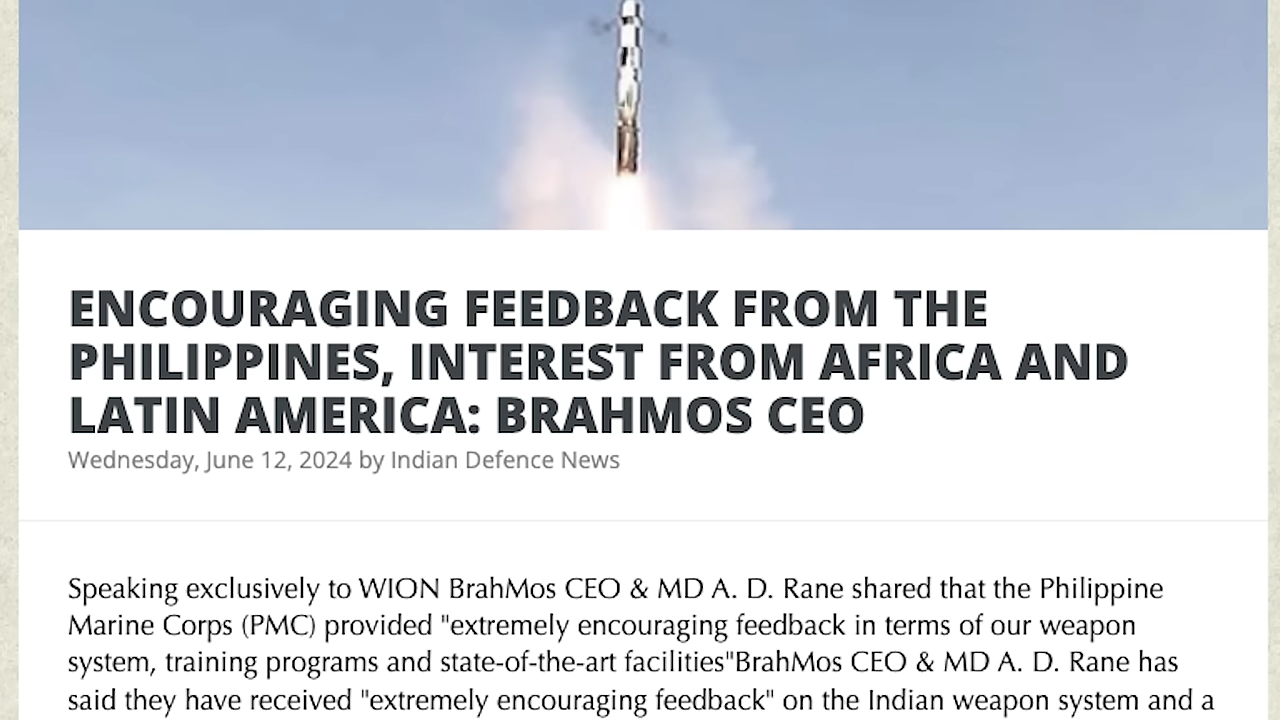 ENCOURAGING FEEDBACK FROM THE
PHILIPPINES, INTEREST FROM AFRICA AND
LATIN AMERICA: BRAHMOS CEO
Wednesday, June 12, 2024 by Indian Defence News
Speaking exclusively to WION BrahMos CEO & MD A. D. Rane shared that the Philippine
Marine Corps (PMC) provided "extremely encouraging feedback in terms of our weapon
system, training programs and state-of-the-art facilities"BrahMos CEO & MD A. D. Rane has
said they have received "extremely encouraging feedback" on the Indian weapon system and a